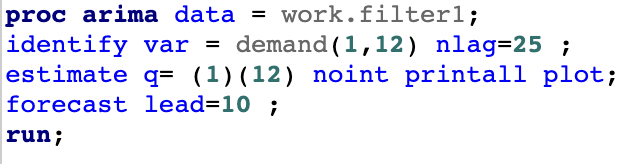 proc arima data = work.filter1;
identify var = demand(1,12) nlag=25 ;
estimate q= (1)(12) noint printall plot;
forecast lead=10 ;
run;